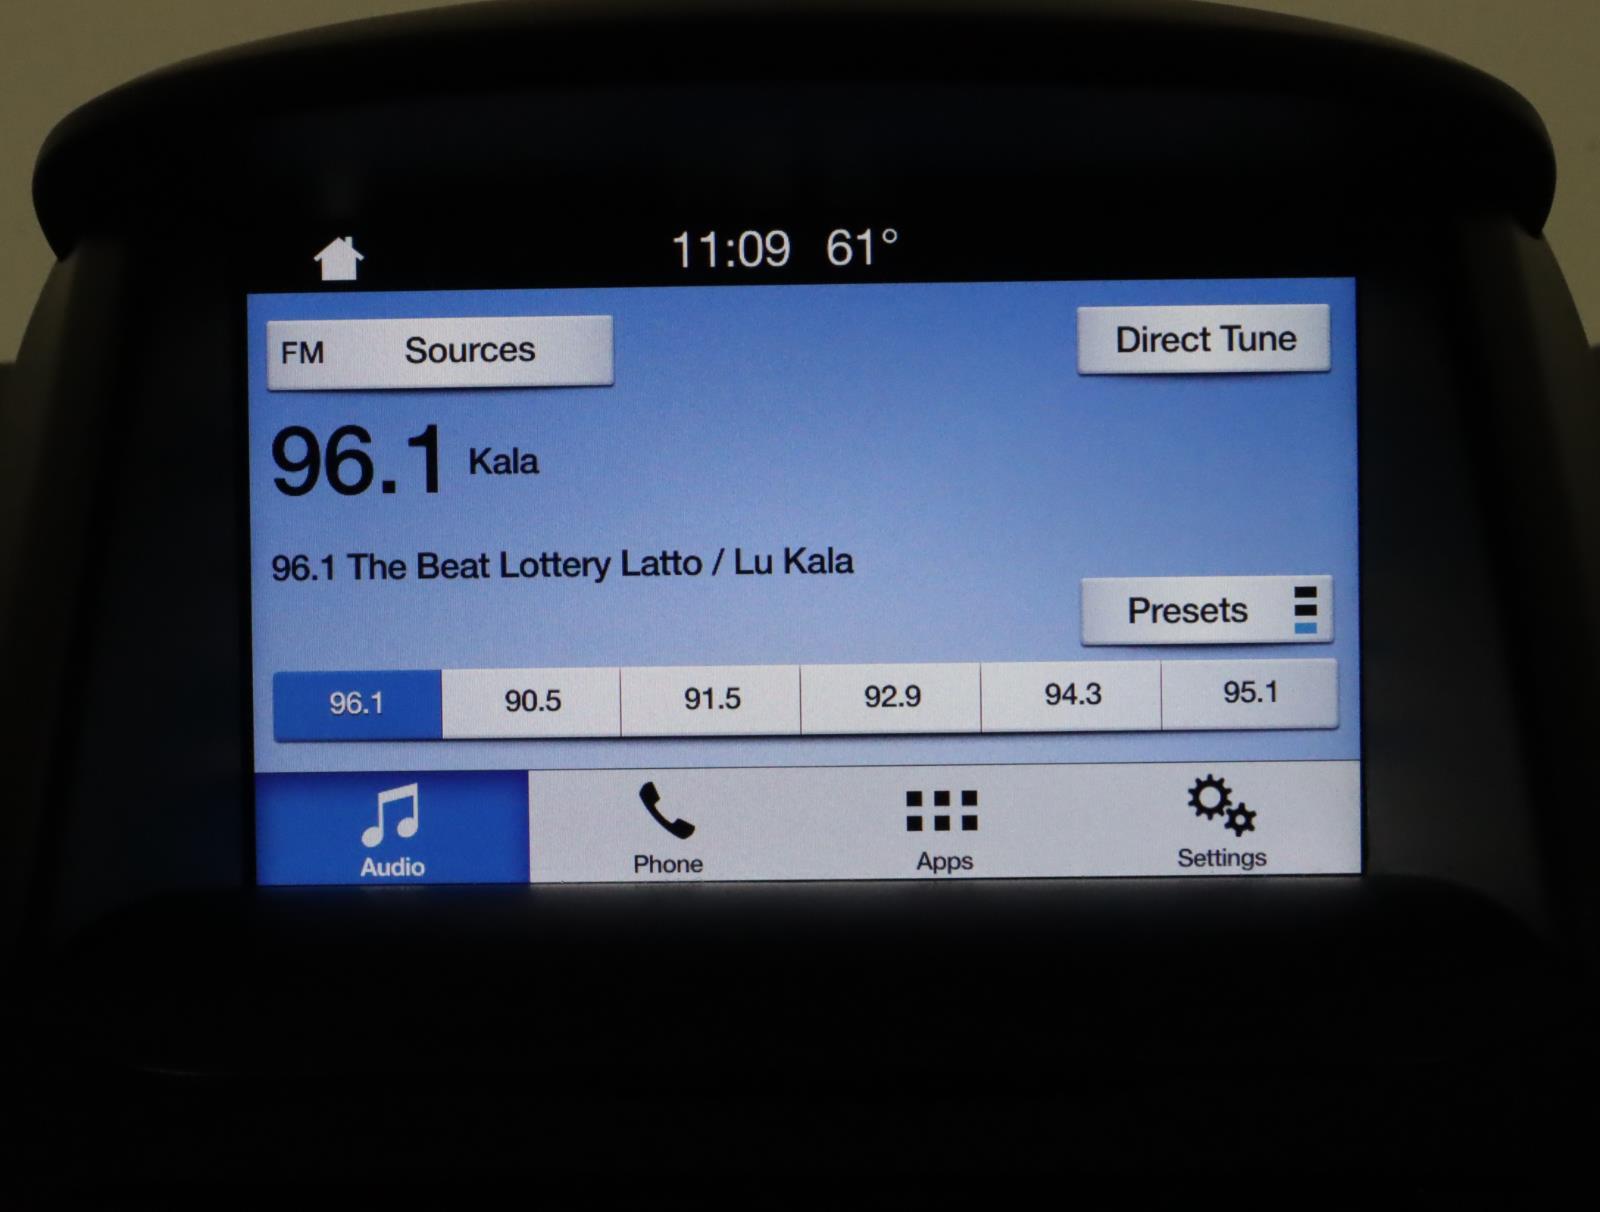 11:09 61°
FM Sources
Direct Tune
96.1 Kala
96.1 The Beat Lottery Latto / Lu Kala
Presets
96.1 90.5 91.5 92.9 94.3 95.1
Audio Phone Apps Settings